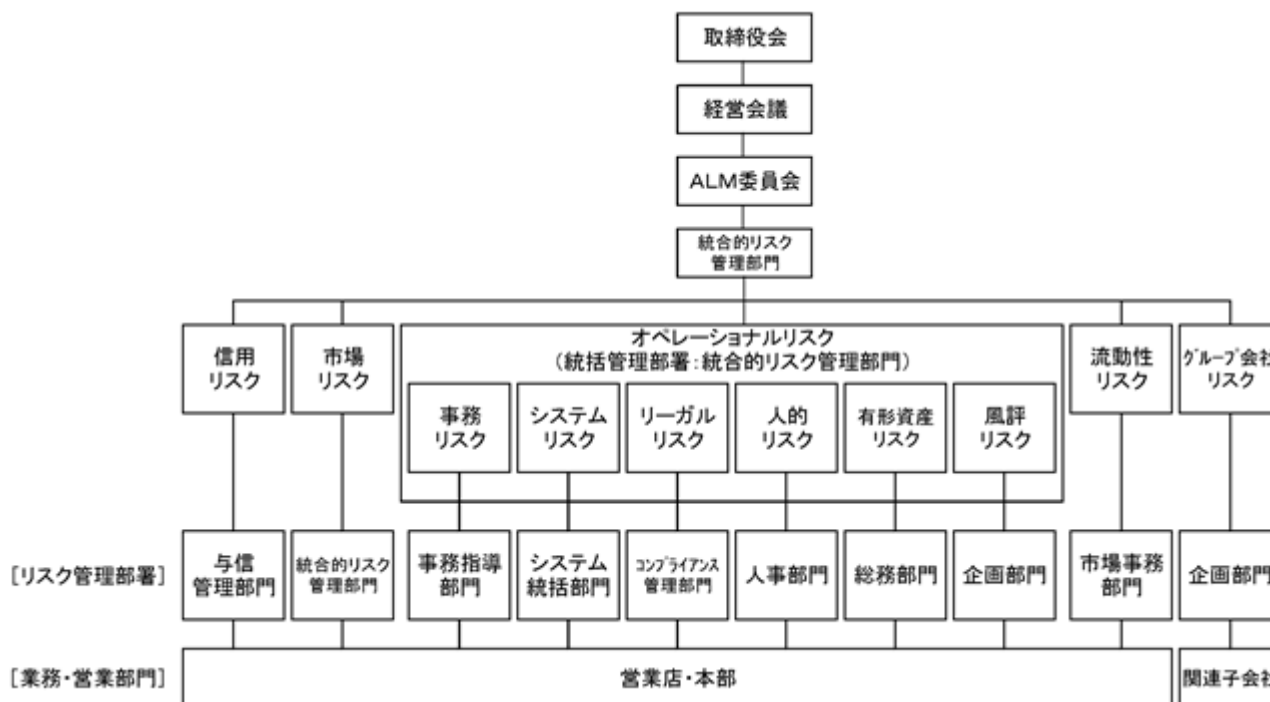 取締役会
経営会議
ALM委員会
統合的リスク
管理部門
信用
リスク
市場
リスク
オペレーショナルリスク
（統括管理部署：統合的リスク管理部門）
事務
リスク
システム
リスク
リーガル
リスク
人的
リスク
有形資産
リスク
風評
リスク
流動性
リスク
グループ会社
リスク
［リスク管理部署］
与信
管理部門
統合的リスク
管理部門
事務指導
部門
システム
統括部門
コンプライアンス
管理部門
人事部門
総務部門
企画部門
市場事務
部門
企画部門
［業務・営業部門］
営業店・本部
関連子会社